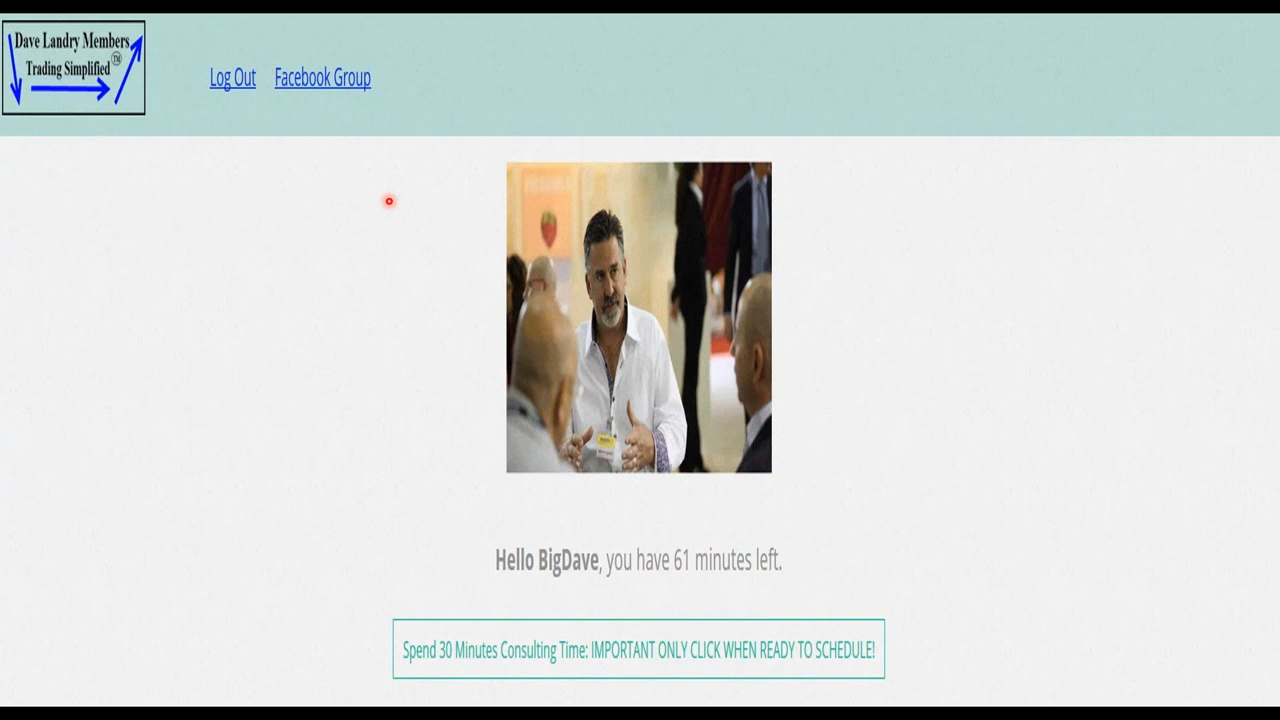 Dave Landry Members
Trading Simplified TM
Log Out Facebook Group
Hello BigDave, you have 61 minutes left.
Spend 30 Minutes Consulting Time: IMPORTANT ONLY CLICK WHEN READY TO SCHEDULE!